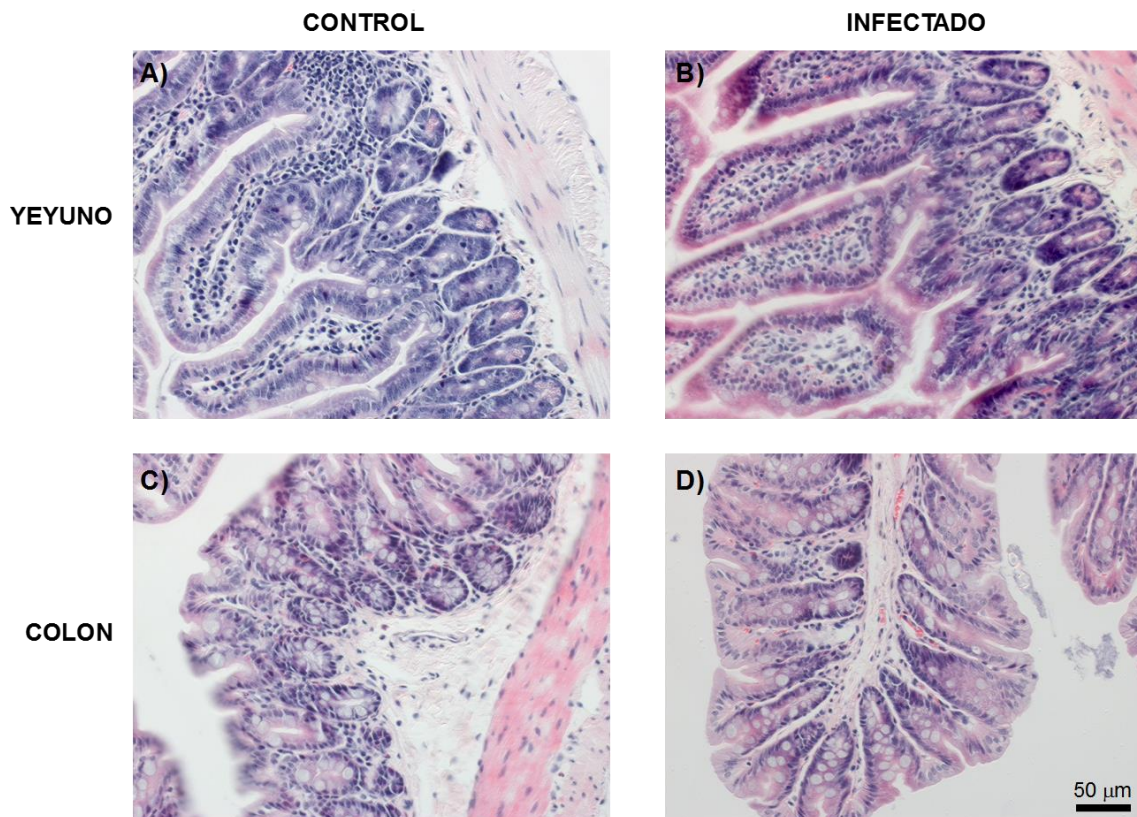 CONTROL
INFECTADO
A)
B)
YEYUNO
C)
D)
COLON
50 μm